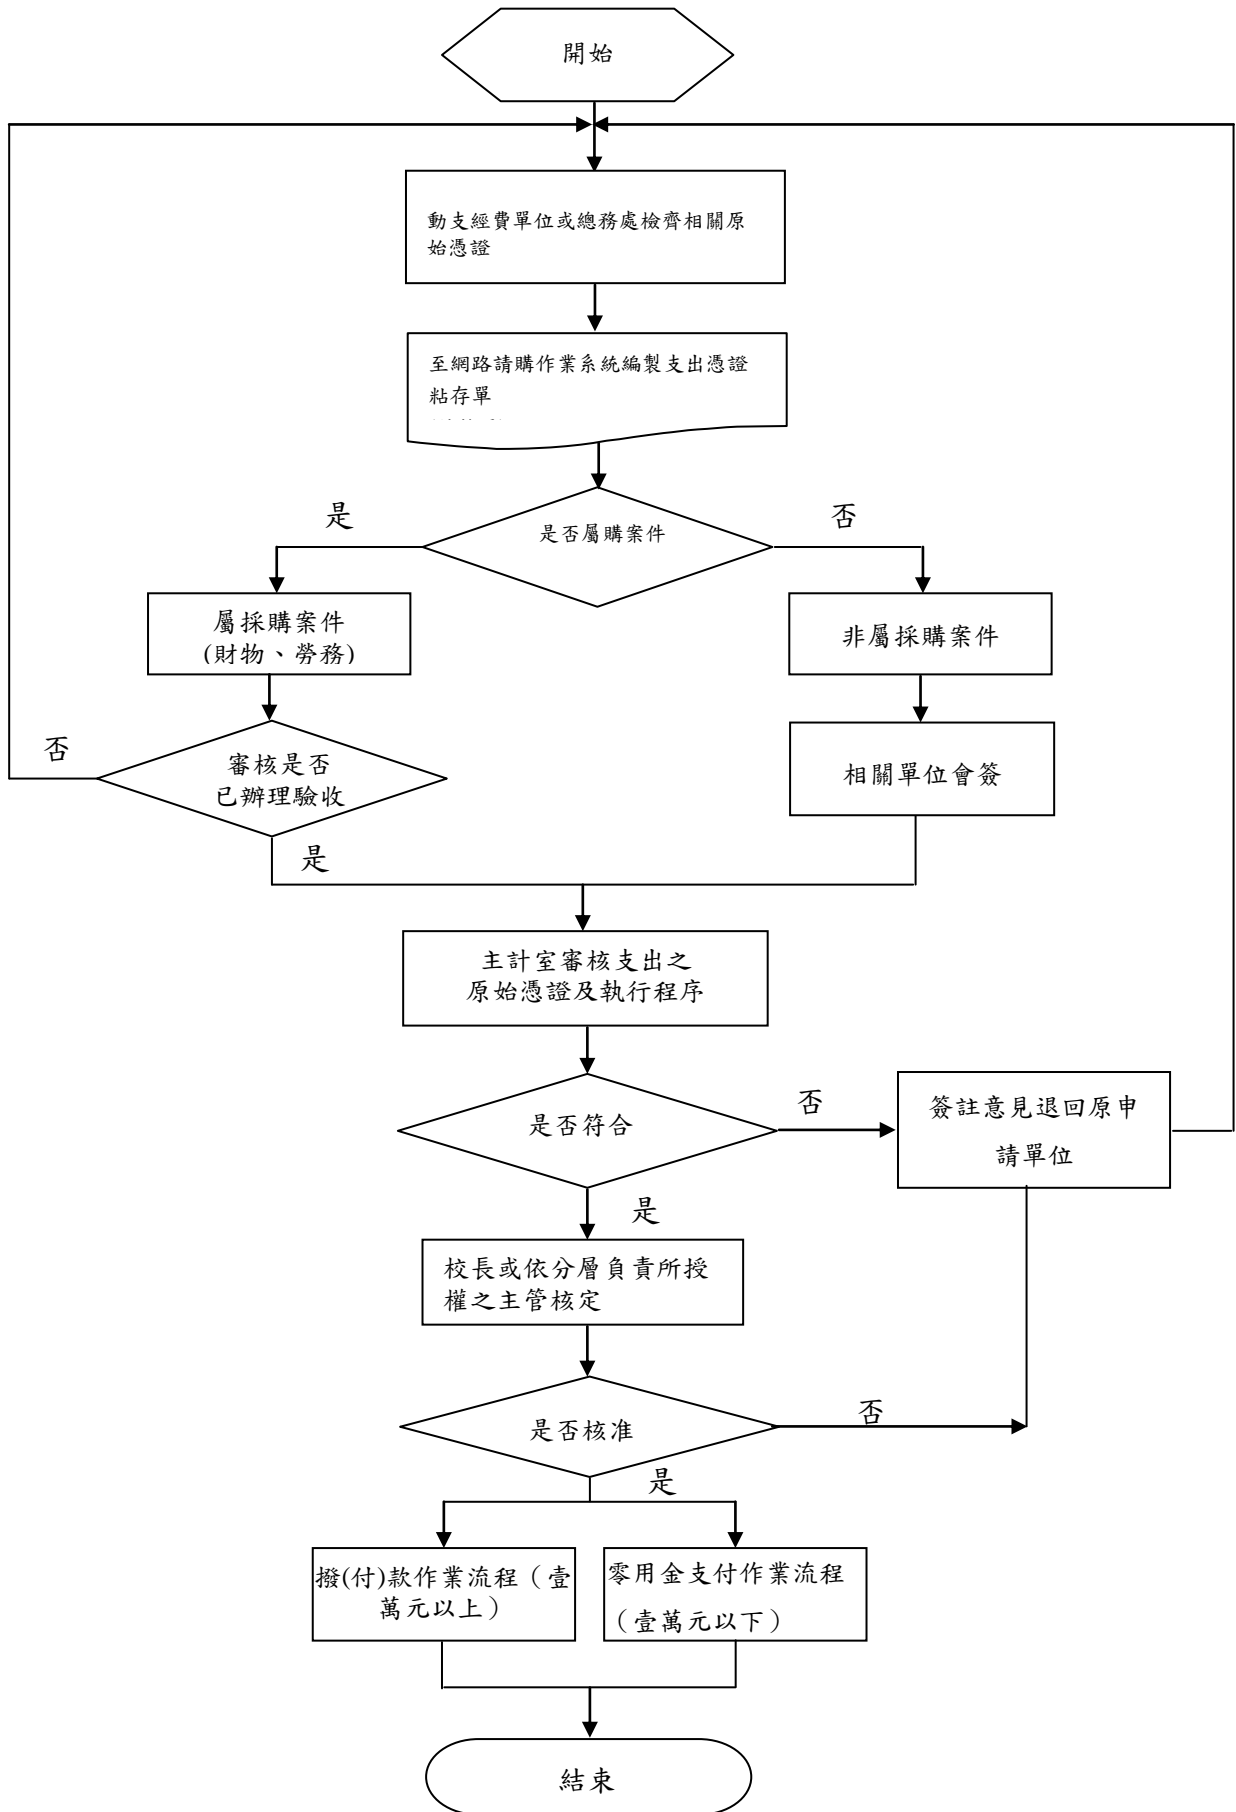 開始
動支經費單位或總務處檢齊相關原
始憑證
至網路請購作業系統編製支出憑證
粘存單
是
是否屬購案件
否
屬採購案件
(財物、勞務)
非屬採購案件
否
審核是否
已辦理驗收
相關單位會簽
是
主計室審核支出之
原始憑證及執行程序
是否符合
否
簽註意見退回原申
請單位
是
校長或依分層負責所授
權之主管核定
是否核准
否
是
撥(付)款作業流程（壹
萬元以上）
零用金支付作業流程
（壹萬元以下）
結束